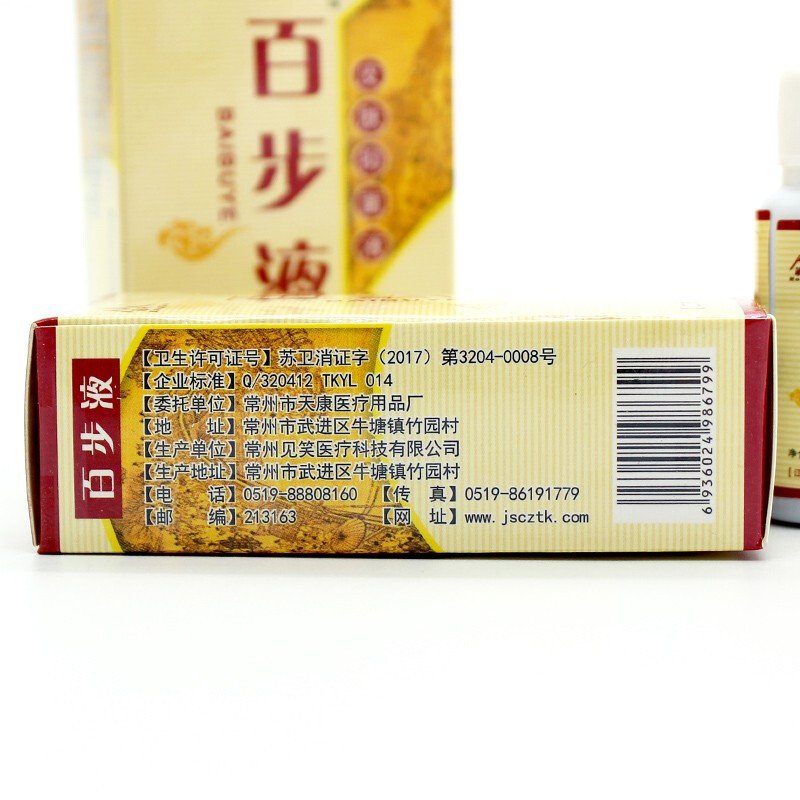 百步液
BAIBUYE
百步液
【卫生许可证号】苏卫消证字（2017）第3204-0008号
【企业标准】Q/320412 TKYL 014
【委托单位】常州市天康医疗用品厂
【地 址】常州市武进区牛塘镇竹园村
【生产单位】常州见笑医疗科技有限公司
【生产地址】常州市武进区牛塘镇竹园村
【电 话】0519-88808160 【传 真】0519-86191779
【邮 编】213163 【网 址】www.jscztk.com
6936024986799